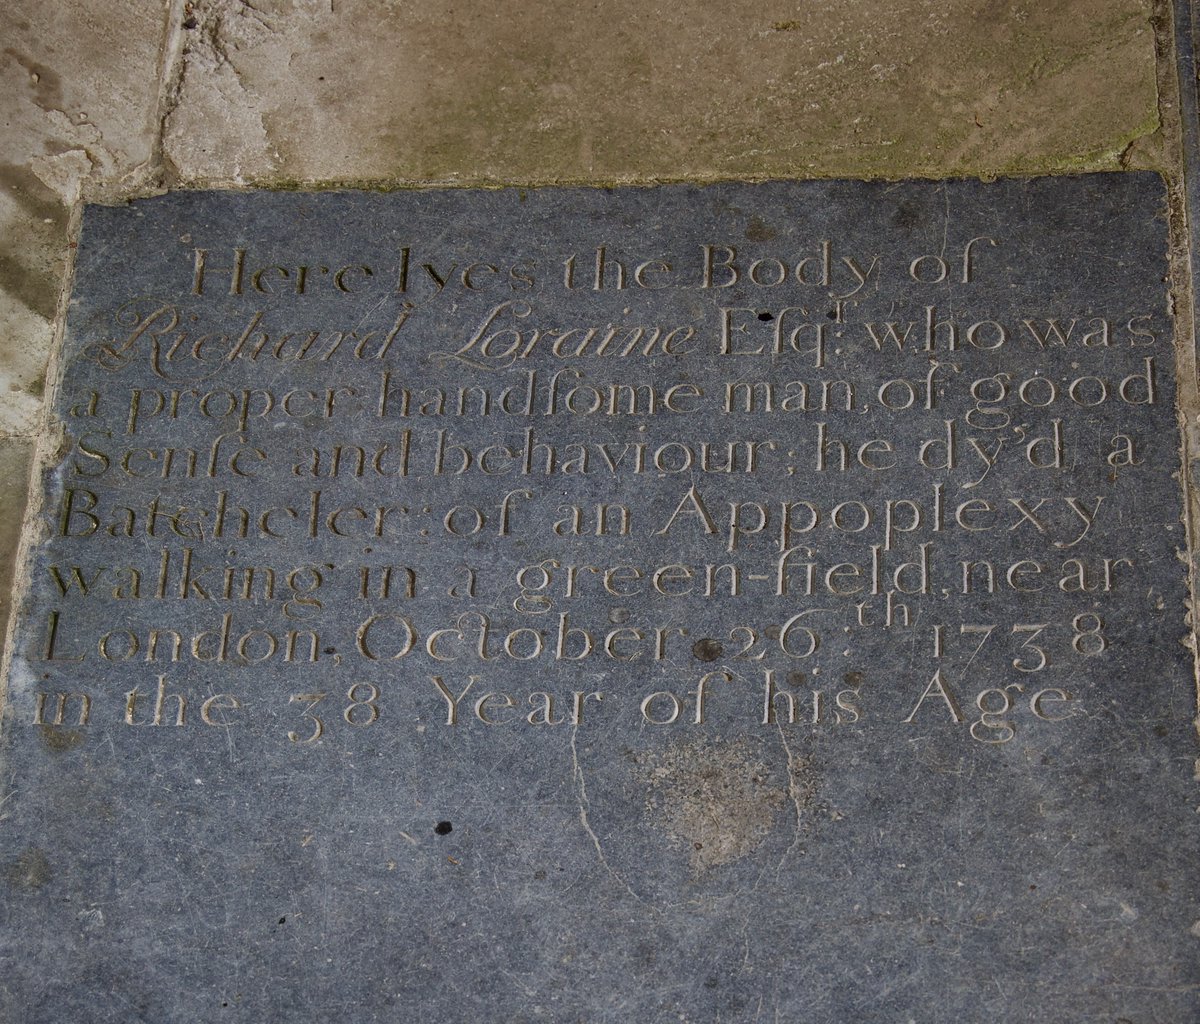 Here lyes the Body of
Richard Loraine Eſqr. who was
a proper handſome man, of good
Senſe and behaviour; he dy'd a
Batcheler: of an Appoplexy
walking in a green-field, near
London, October 26:th 1738
in the 38 Year of his Age